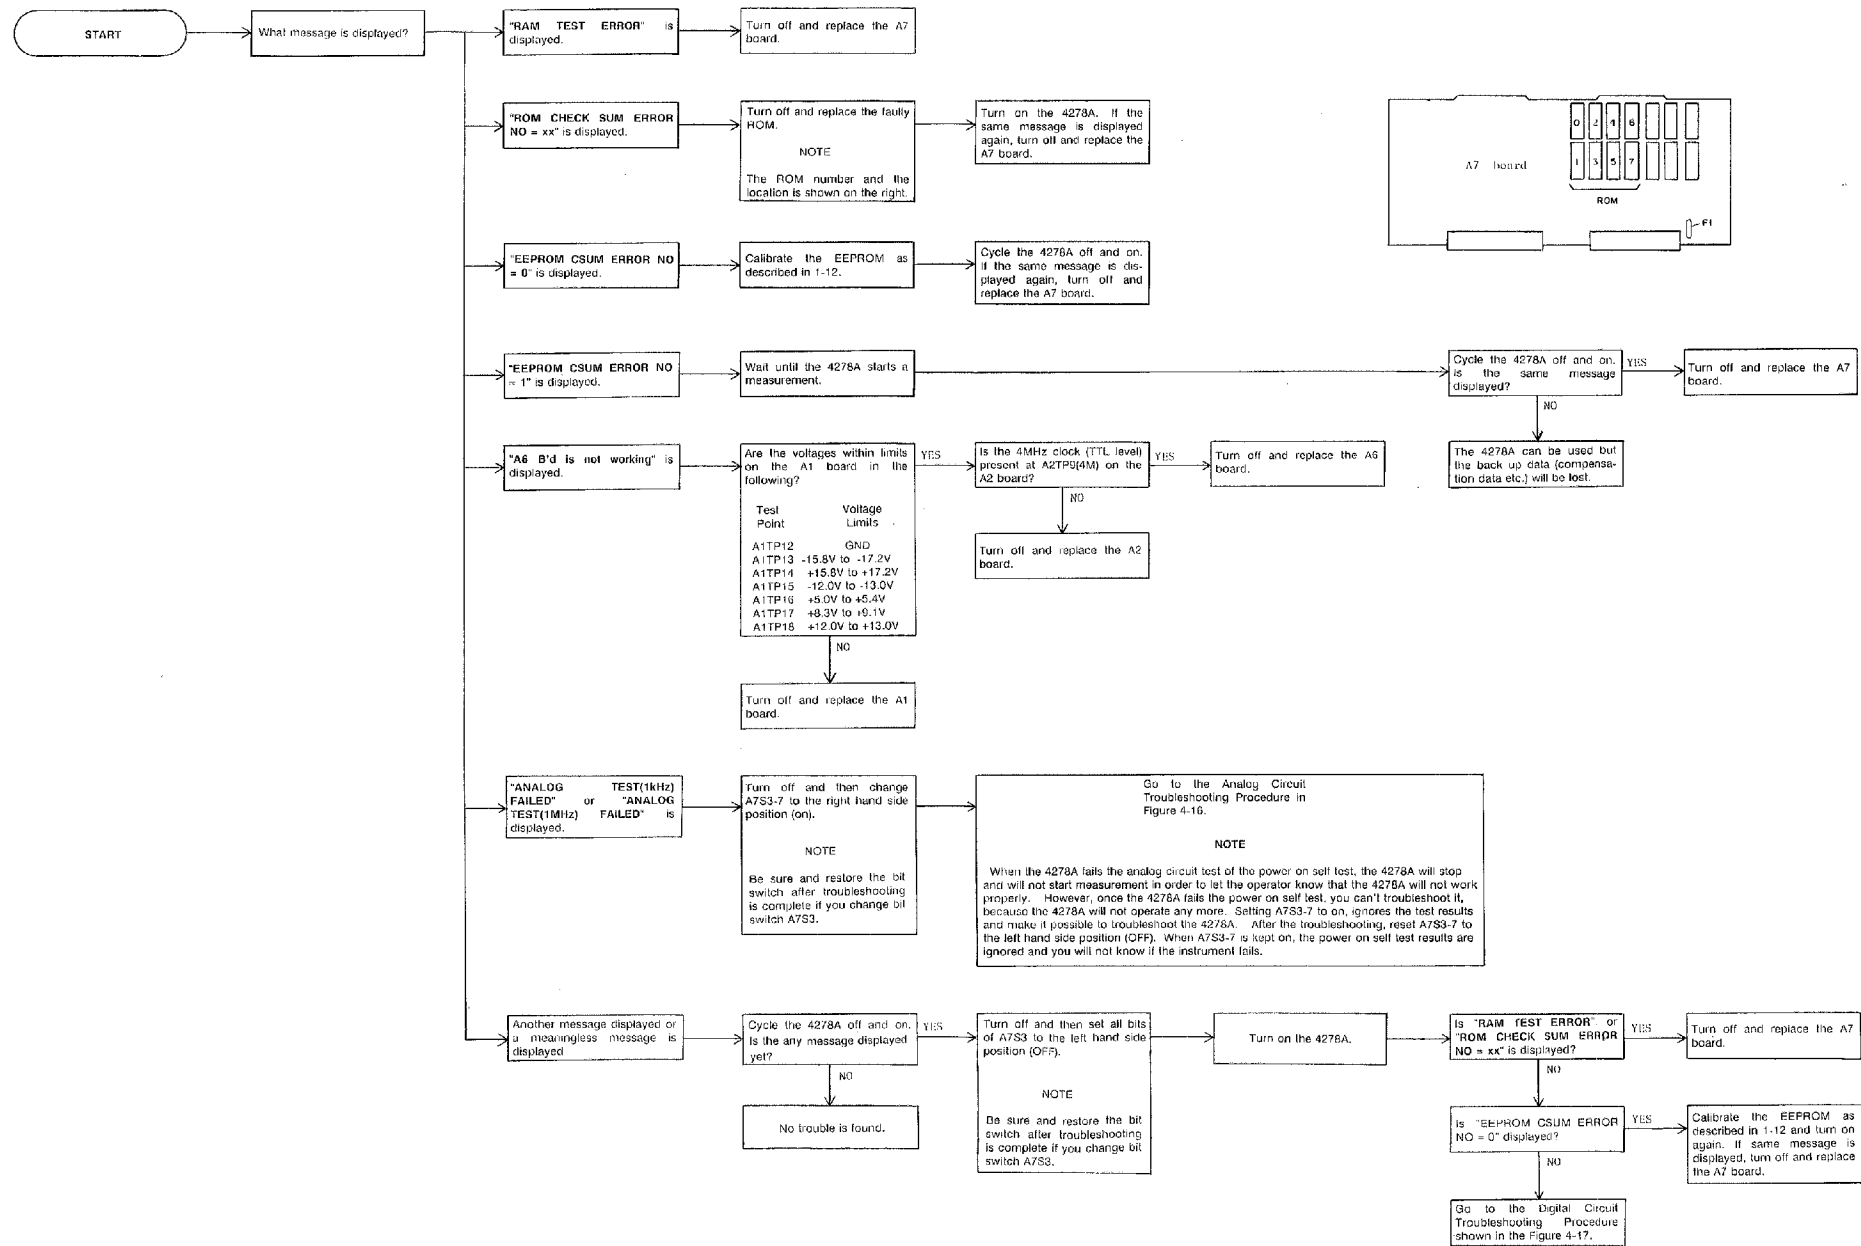 START
What message is displayed?
"RAM TEST ERROR" is
displayed.
Turn off and replace the A7
board.
"ROM CHECK SUM ERROR
NO = xx" is displayed.
Turn off and replace the faulty
ROM.
NOTE
The ROM number and the
location is shown on the right.
Turn on the 4278A. If the
same message is displayed
again, turn off and replace the
A7 board.
A7 board
0 2 4 6
1 3 5 7
ROM
F1
"EEPROM CSUM ERROR NO
= 0" is displayed.
Calibrate the EEPROM as
described in 1-12.
Cycle the 4278A off and on.
If the same message is dis-
played again, turn off and
replace the A7 board.
"EEPROM CSUM ERROR NO
= 1" is displayed.
Wait until the 4278A starts a
measurement.
Cycle the 4278A off and on.
Is the same message
displayed?
YES
Turn off and replace the A7
board.
NO
The 4278A can be used but
the back up data (compensa-
tion data etc.) will be lost.
"A6 B'd is not working" is
displayed.
Are the voltages within limits
on the A1 board in the
following?
Test Voltage
Point Limits
A1TP12 GND
A1TP13 -15.8V to -17.2V
A1TP14 +15.8V to +17.2V
A1TP15 -12.0V to -13.0V
A1TP16 +5.0V to +5.4V
A1TP17 +8.3V to +9.1V
A1TP18 +12.0V to +13.0V
YES
Is the 4MHz clock (TTL level)
present at A2TP9(4M) on the
A2 board?
YES
Turn off and replace the A6
board.
NO
Turn off and replace the A2
board.
NO
Turn off and replace the A1
board.
"ANALOG TEST(1kHz)
FAILED" or "ANALOG
TEST(1MHz) FAILED" is
displayed.
Turn off and then change
A7S3-7 to the right hand side
position (on).
NOTE
Be sure and restore the bit
switch after troubleshooting
is complete if you change bit
switch A7S3.
Go to the Analog Circuit
Troubleshooting Procedure in
Figure 4-16.
NOTE
When the 4278A fails the analog circuit test of the power on self test, the 4278A will stop
and will not start measurement in order to let the operator know that the 4278A will not work
properly. However, once the 4278A fails the power on self test, you can't troubleshoot it,
because the 4278A will not operate any more. Setting A7S3-7 to on, ignores the test results
and make it possible to troubleshoot the 4278A. After the troubleshooting, reset A7S3-7 to
the left hand side position (OFF). When A7S3-7 is kept on, the power on self test results are
ignored and you will not know if the instrument fails.
Another message displayed or
a meaningless message is
displayed
Cycle the 4278A off and on.
Is the any message displayed
yet?
YES
NO
No trouble is found.
Turn off and then set all bits
of A7S3 to the left hand side
position (OFF).
NOTE
Be sure and restore the bit
switch after troubleshooting
is complete if you change bit
switch A7S3.
Turn on the 4278A.
Is "RAM TEST ERROR" or
"ROM CHECK SUM ERROR
NO = xx" is displayed?
YES
Turn off and replace the A7
board.
NO
Is "EEPROM CSUM ERROR
NO = 0" displayed?
YES
Calibrate the EEPROM as
described in 1-12 and turn on
again. If same message is
displayed, turn off and replace
the A7 board.
NO
Go to the Digital Circuit
Troubleshooting Procedure
shown in the Figure 4-17.